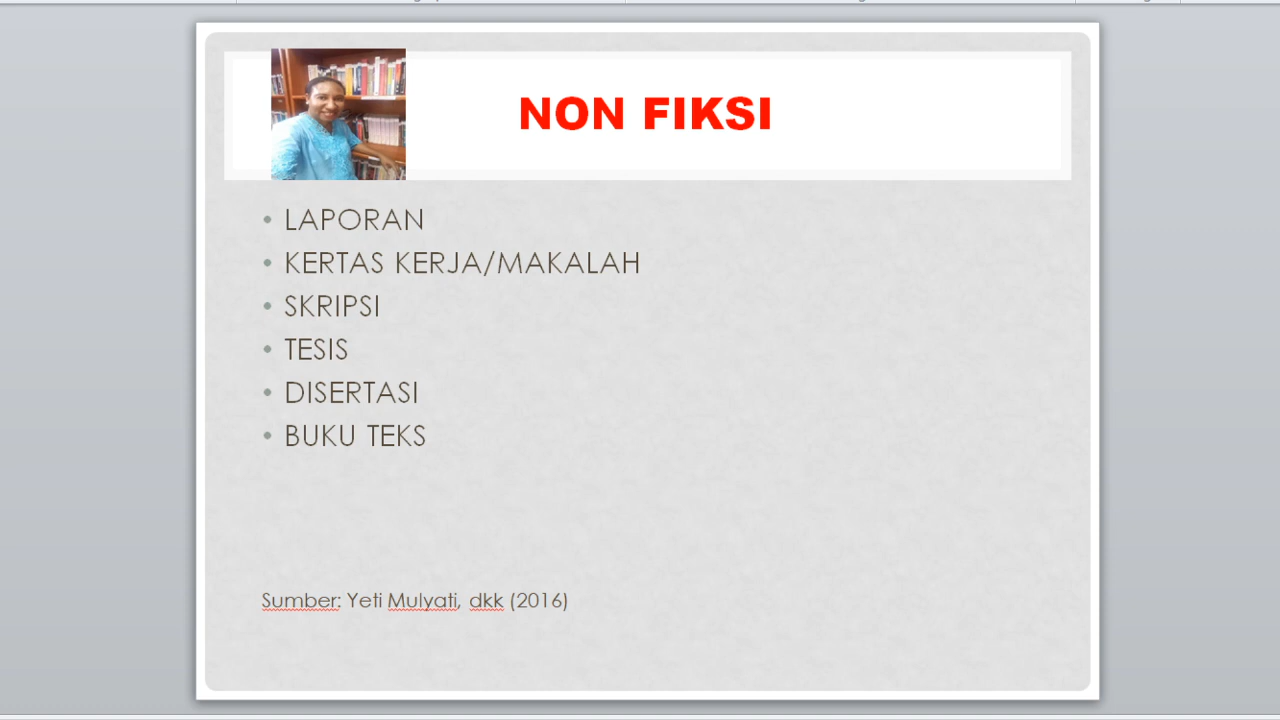 NON FIKSI
• LAPORAN
• KERTAS KERJA/MAKALAH
• SKRIPSI
• TESIS
• DISERTASI
• BUKU TEKS
Sumber: Yeti Mulyati, dkk (2016)